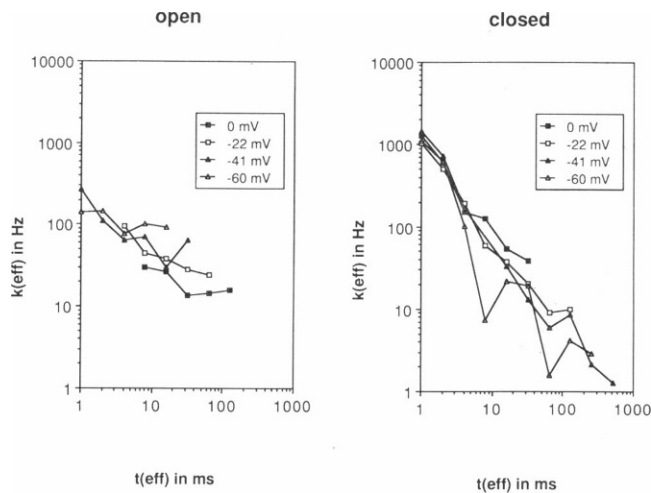 open
closed
10000
1000
100
10
1
k(eff) in Hz
0 mV
-22 mV
-41 mV
-60 mV
1
10
100
1000
t(eff) in ms
10000
1000
100
10
1
k(eff) in Hz
0 mV
-22 mV
-41 mV
-60 mV
1
10
100
1000
t(eff) in ms